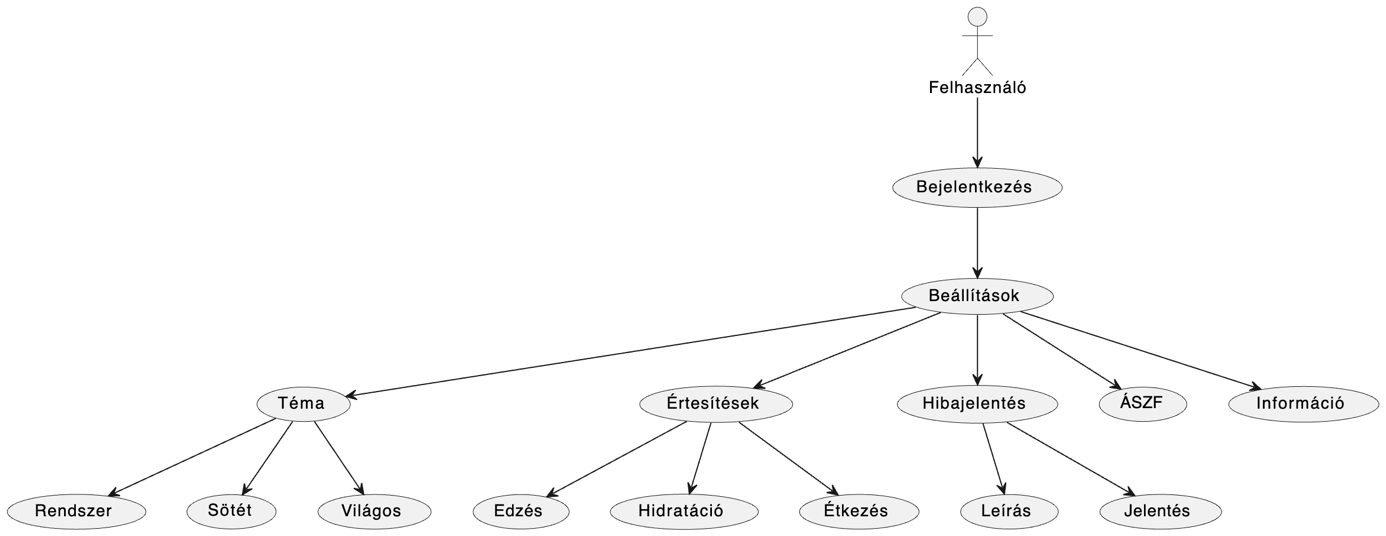 Felhasználó
Bejelentkezés
Beállítások
Téma
Értesítések
Hibajelentés
ÁSZF
Információ
Rendszer
Sötét
Világos
Edzés
Hidratáció
Étkezés
Leírás
Jelentés